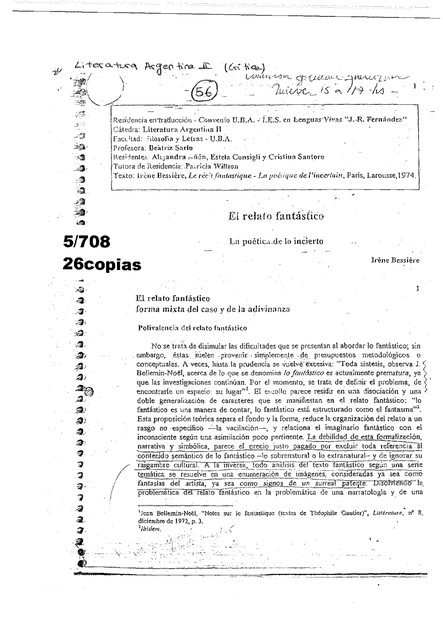 Literatura Argentina II (Crítica)
56
Jueves 15 a 17 hs
Residencia en traducción - Convenio U.B.A. - I.E.S. en Lenguas Vivas "J. R. Fernández"
Cátedra: Literatura Argentina II
Facultad: Filosofía y Letras - U.B.A.
Profesora: Beatriz Sarlo
Residentes: Alejandra Estela Consigli y Cristina Santoro
Tutora de Residencia: Patricia Willson
Texto: Irène Bessière, Le récit fantastique - La poétique de l'incertain, Paris, Larousse, 1974.
El relato fantástico
5/708
La poética de lo incierto
26copias
Irène Bessière
1
El relato fantástico
forma mixta del caso y de la adivinanza
Polivalencia del relato fantástico
No se trata de disimular las dificultades que se presentan al abordar lo fantástico; sin
embargo, éstas suelen provenir simplemente de presupuestos metodológicos o
conceptuales. A veces, hasta la prudencia se vuelve excesiva: "Toda síntesis, observa J.
Bellemin-Noël, acerca de lo que se denomina lo fantástico es actualmente prematura, ya
que las investigaciones continúan. Por el momento, se trata de definir el problema, de
encontrarle un espacio: su lugar"¹. El escollo parece residir en una disociación y una
doble generalización de caracteres que se manifiestan en el relato fantástico: "lo
fantástico es una manera de contar, lo fantástico está estructurado como el fantasma"².
Esta proposición teórica separa el fondo y la forma, reduce la organización del relato a un
rasgo no específico —la vacilación—, y relaciona el imaginario fantástico con el
inconsciente según una asimilación poco pertinente. La debilidad de esta formalización,
narrativa y simbólica, parece el precio justo pagado por excluir toda referencia al
contenido semántico de lo fantástico –lo sobrenatural o lo extranatural– y de ignorar su
raigambre cultural. A la inversa, todo análisis del texto fantástico según una serie
temática se resuelve en una enumeración de imágenes, consideradas ya sea como
fantasías del artista, ya sea como signos de un surreal patente. Disolviendo la
problemática del relato fantástico en la problemática de una narratología y de una
¹Jean Bellemin-Noël, "Notes sur le fantastique (textes de Théophile Gautier)", Littérature, nº 8,
diciembre de 1972, p. 3.
²Ibidem.